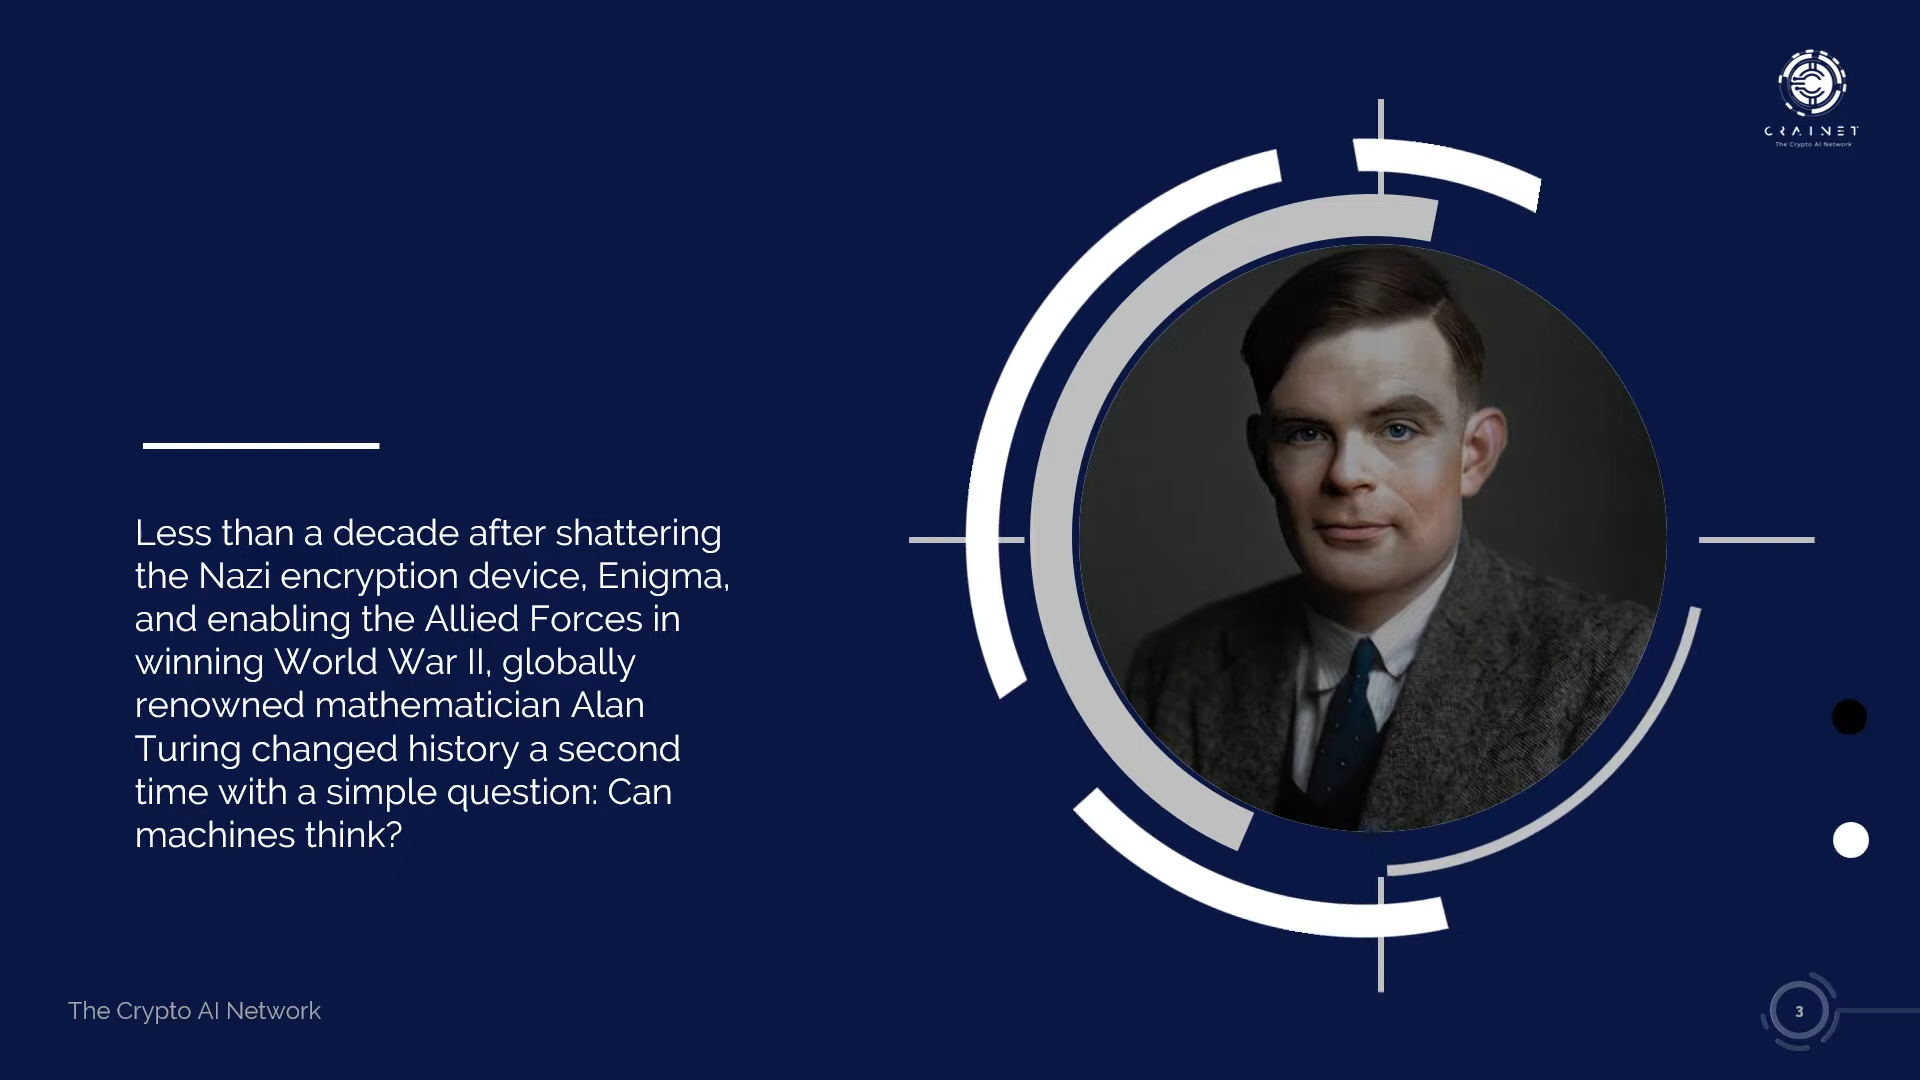 CRAINET
The Crypto AI Network
Less than a decade after shattering
the Nazi encryption device, Enigma,
and enabling the Allied Forces in
winning World War II, globally
renowned mathematician Alan
Turing changed history a second
time with a simple question: Can
machines think?
The Crypto AI Network
3